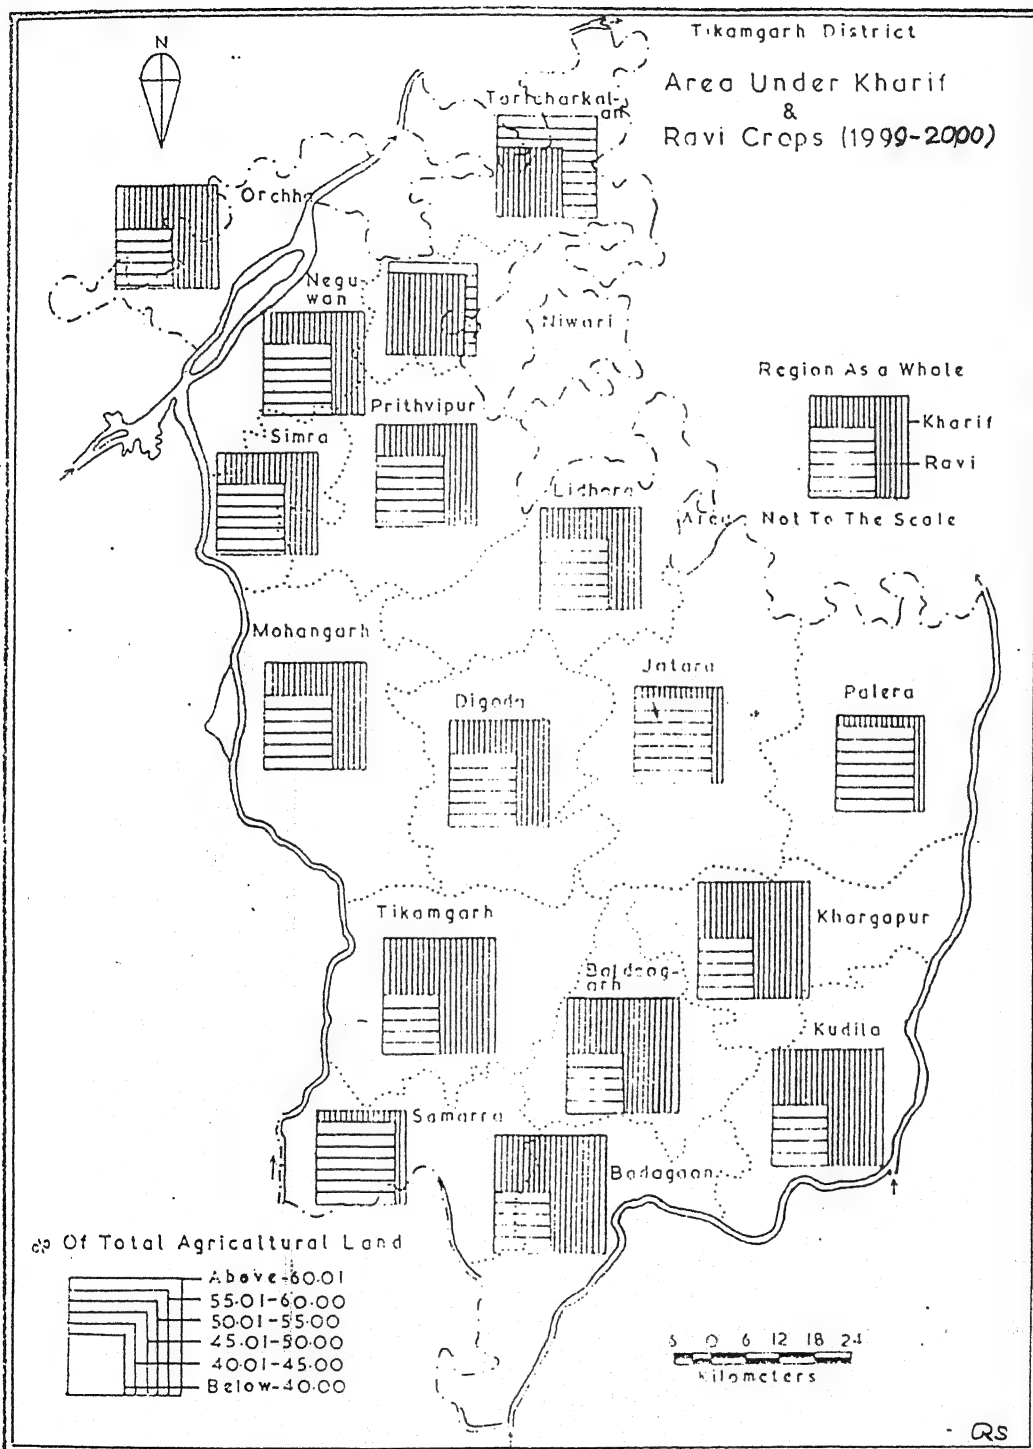 Tikamgarh District
Area Under Kharif
&
Ravi Crops (1999-2000)
N
Orchha
Negu-
wan
Niwari
Prithvipur
Simra
Region As a Whole
Kharif
Ravi
Lidhora
Area Not To The Scale
Mohangarh
Digoda
Jatara
Palera
Tikamgarh
Khargapur
Baldeog-
arh
Kudila
Samarra
Badagaon
Of Total Agricaltural Land
Above-60.01
55.01-60.00
50.01-55.00
45.01-50.00
40.01-45.00
Below-40.00
6 0 6 12 18 24
Kilometers
RS